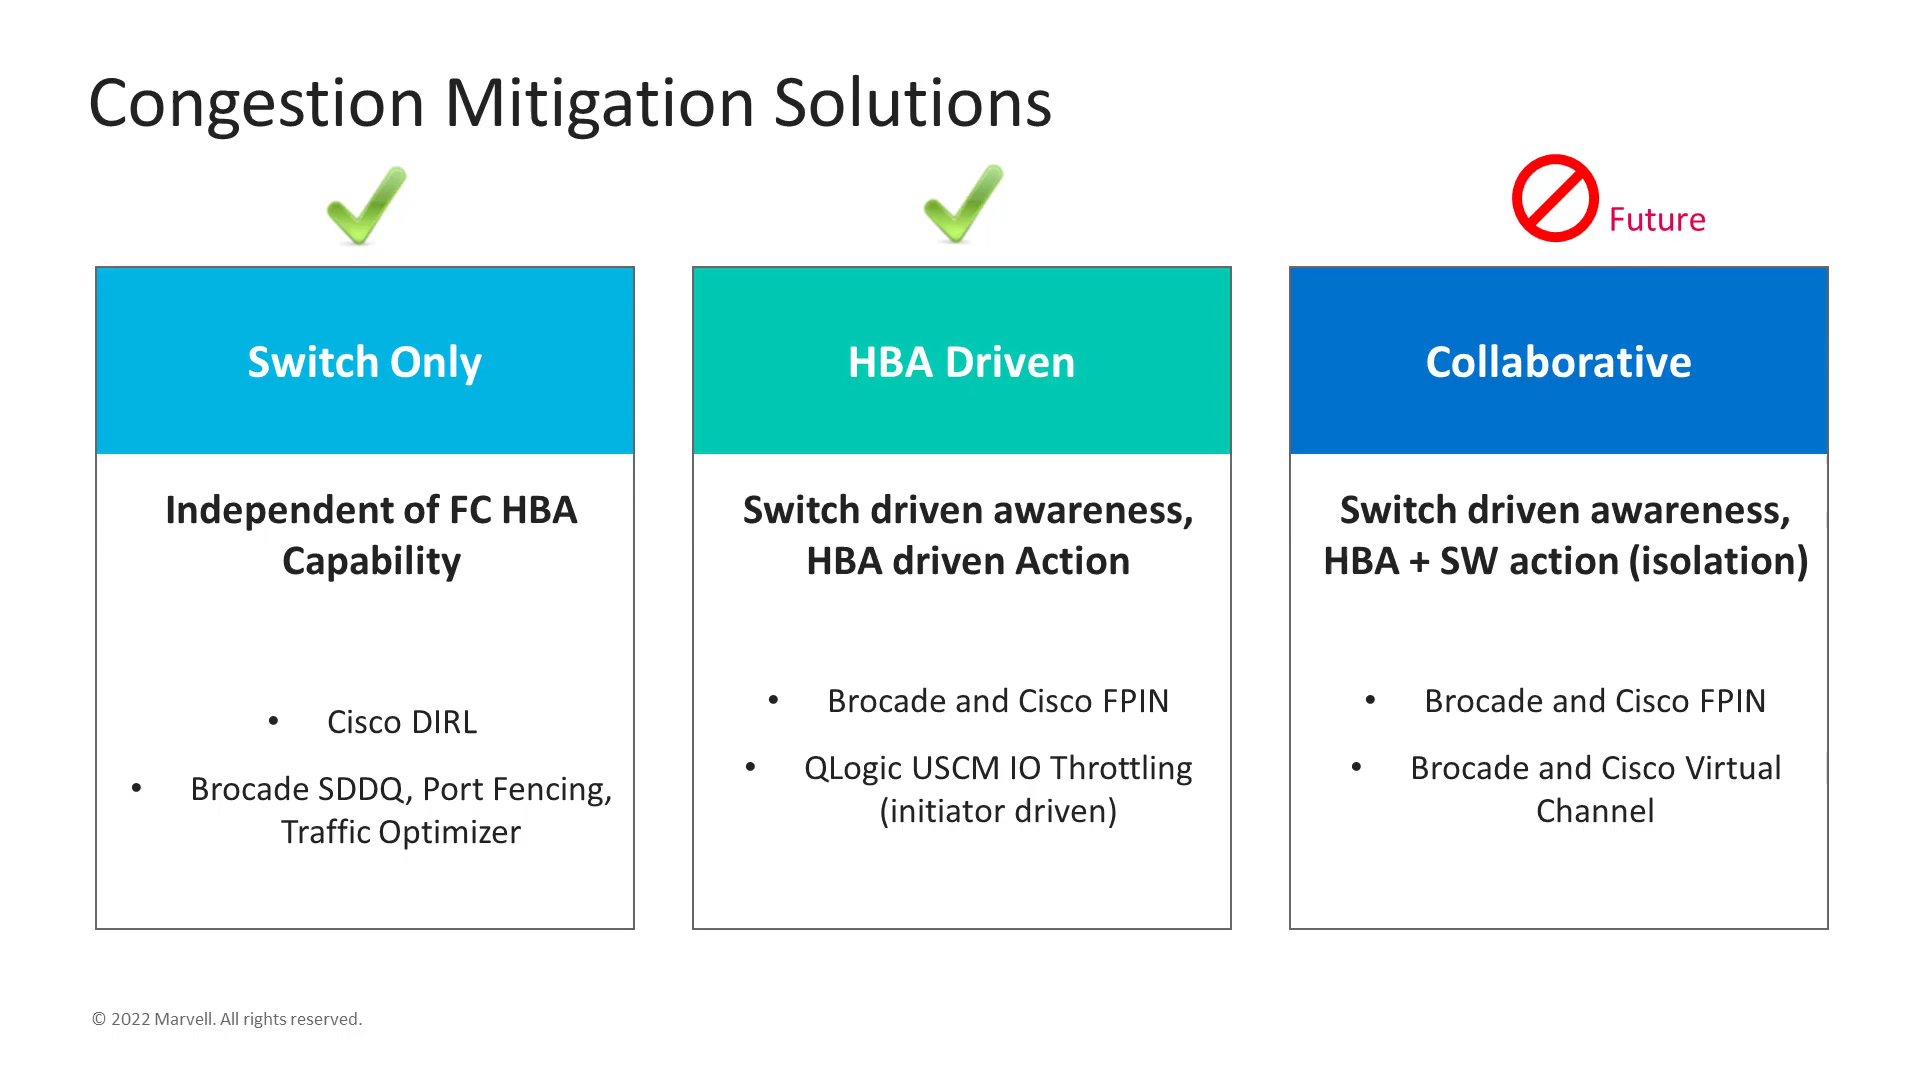 Congestion Mitigation Solutions
Future
Switch Only
Independent of FC HBA
Capability
• Cisco DIRL
• Brocade SDDQ, Port Fencing,
Traffic Optimizer
HBA Driven
Switch driven awareness,
HBA driven Action
• Brocade and Cisco FPIN
• QLogic USCM IO Throttling
(initiator driven)
Collaborative
Switch driven awareness,
HBA + SW action (isolation)
• Brocade and Cisco FPIN
• Brocade and Cisco Virtual
Channel
© 2022 Marvell. All rights reserved.